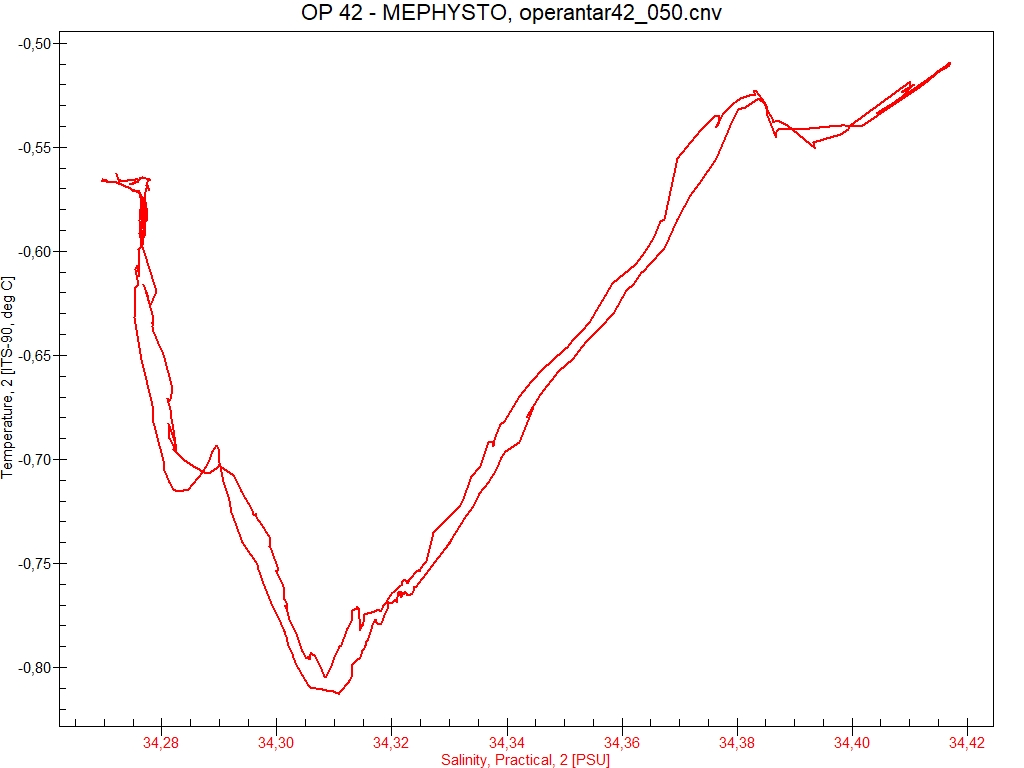 OP 42 - MEPHYSTO, operantar42_050.cnv
-0,50
-0,55
-0,60
-0,65
-0,70
-0,75
-0,80
Temperature, 2 [ITS-90, deg C]
34,28 34,30 34,32 34,34 34,36 34,38 34,40 34,42
Salinity, Practical, 2 [PSU]